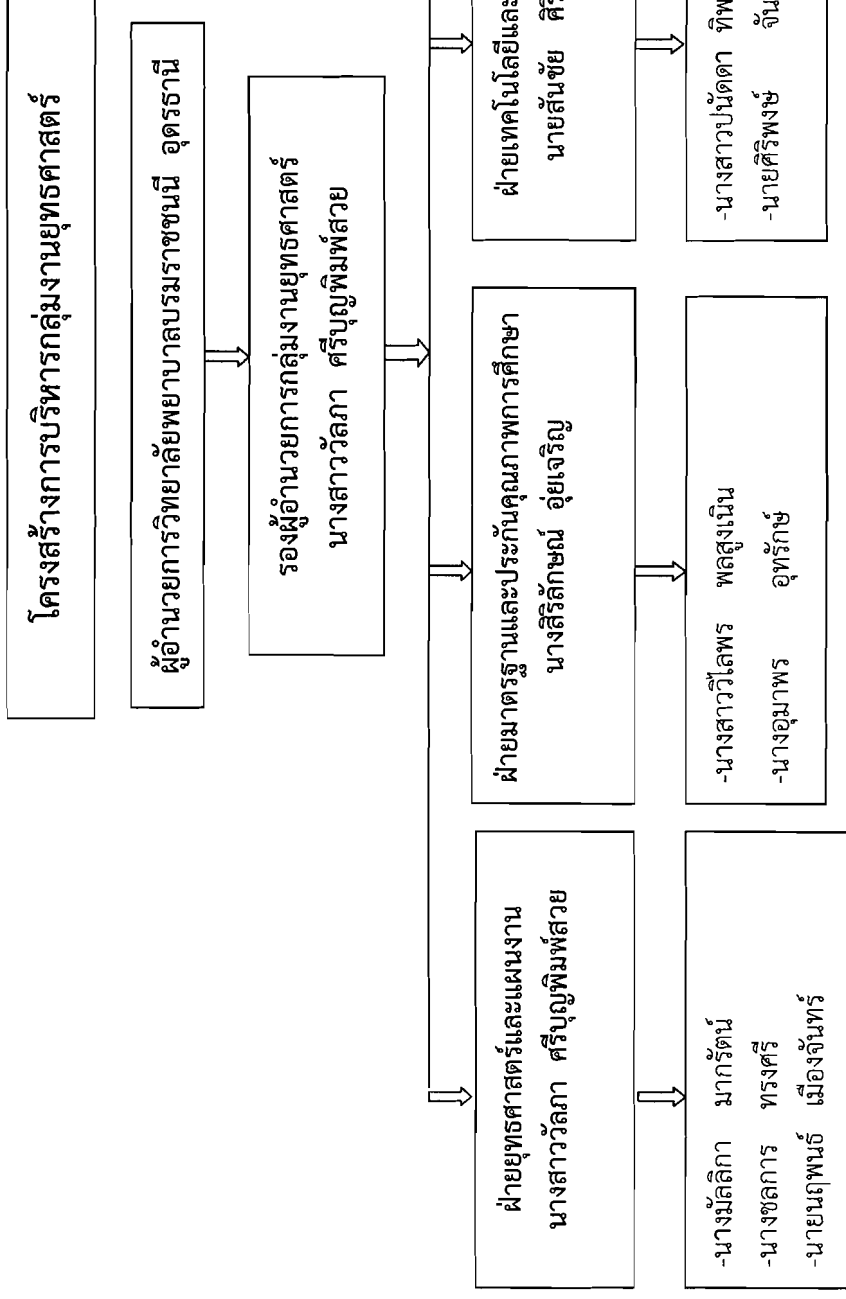 โครงสร้างการบริหารกลุ่มงานยุทธศาสตร์
ผู้อำนวยการวิทยาลัยพยาบาลบรมราชชนนี อุดรธานี
รองผู้อำนวยการกลุ่มงานยุทธศาสตร์
นางสาววัลภา ศรีบุญพิมพ์สวย
ฝ่ายยุทธศาสตร์และแผนงาน
นางสาววัลภา ศรีบุญพิมพ์สวย
-นางมัลลิกา มากรัตน์
-นางชลการ ทรงศรี
-นายนฤพนธ์ เมืองจันทร์
ฝ่ายมาตรฐานและประกันคุณภาพการศึกษา
นางสิริลักษณ์ อุ่ยเจริญ
-นางสาววิไลพร พลสูงเนิน
-นางอุมาพร อุทรักษ์
ฝ่ายเทคโนโลยีและ
นายสันชัย
-นางสาวปนัดดา
-นายศิริพงษ์